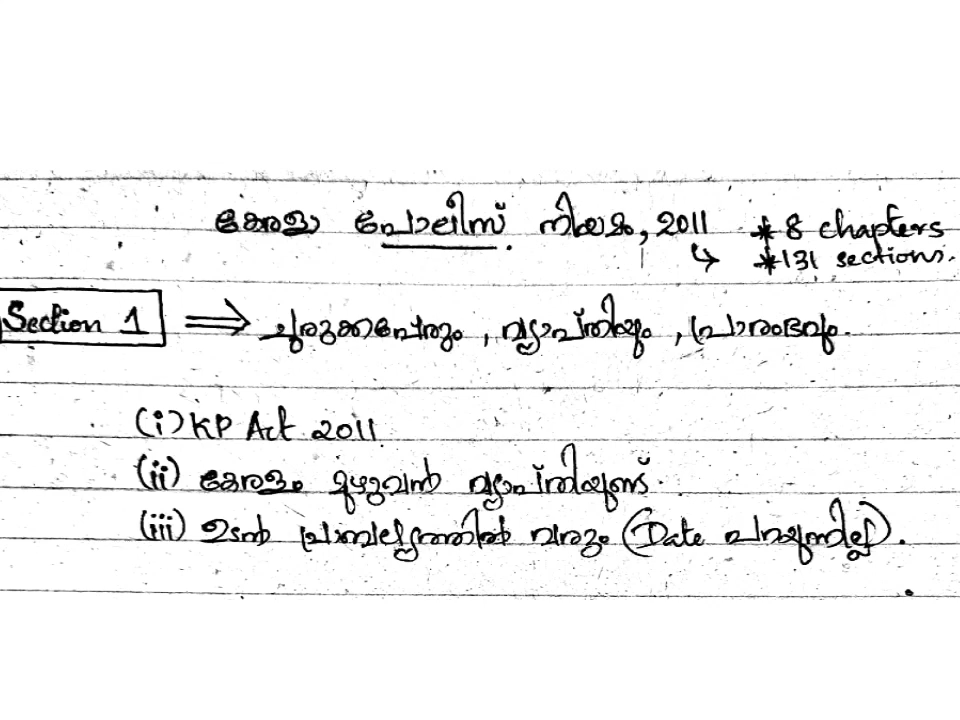 കേരള പോലീസ് നിയമം, 2011 * 8 chapters
↳ * 131 sections.
Section 1 ⇒ ചുരുക്കപ്പേരും, വ്യാപ്തിയും, പ്രാരംഭവും.
(i) KP Act 2011
(ii) കേരളം മുഴുവൻ വ്യാപ്തിയുണ്ട്.
(iii) ഉടൻ പ്രാബല്യത്തിൽ വരും (Date പറയുന്നില്ല).